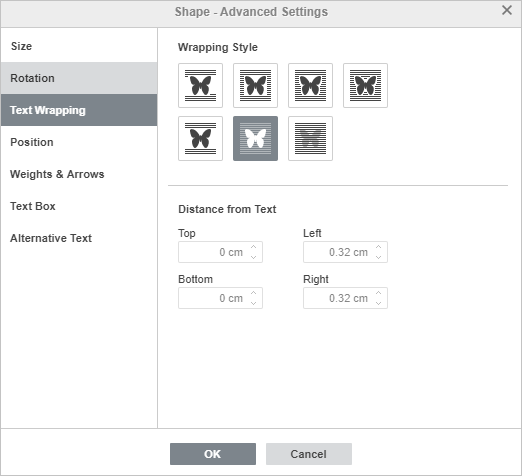 Shape - Advanced Settings
Size
Rotation
Text Wrapping
Position
Weights & Arrows
Text Box
Alternative Text
Wrapping Style
Distance from Text
Top
Left
0 cm
0.32 cm
Bottom
Right
0 cm
0.32 cm
OK
Cancel